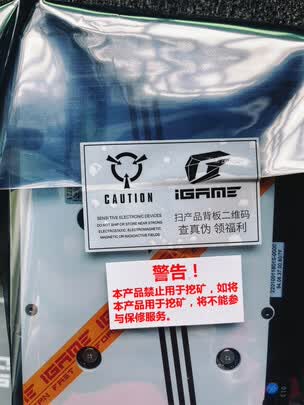 CAUTION
SENSITIVE ELECTRONIC DEVICES
DO NOT SHIP OR STORE NEAR STRONG
ELECTROSTATIC, ELECTROMAGNETIC,
MAGNETIC OR RADIOACTIVE FIELDS
iGAME
扫产品背板二维码
查真伪 领福利
警告！
本产品禁止用于挖矿，如将
本产品用于挖矿，将不能参
与保修服务。
iGAME